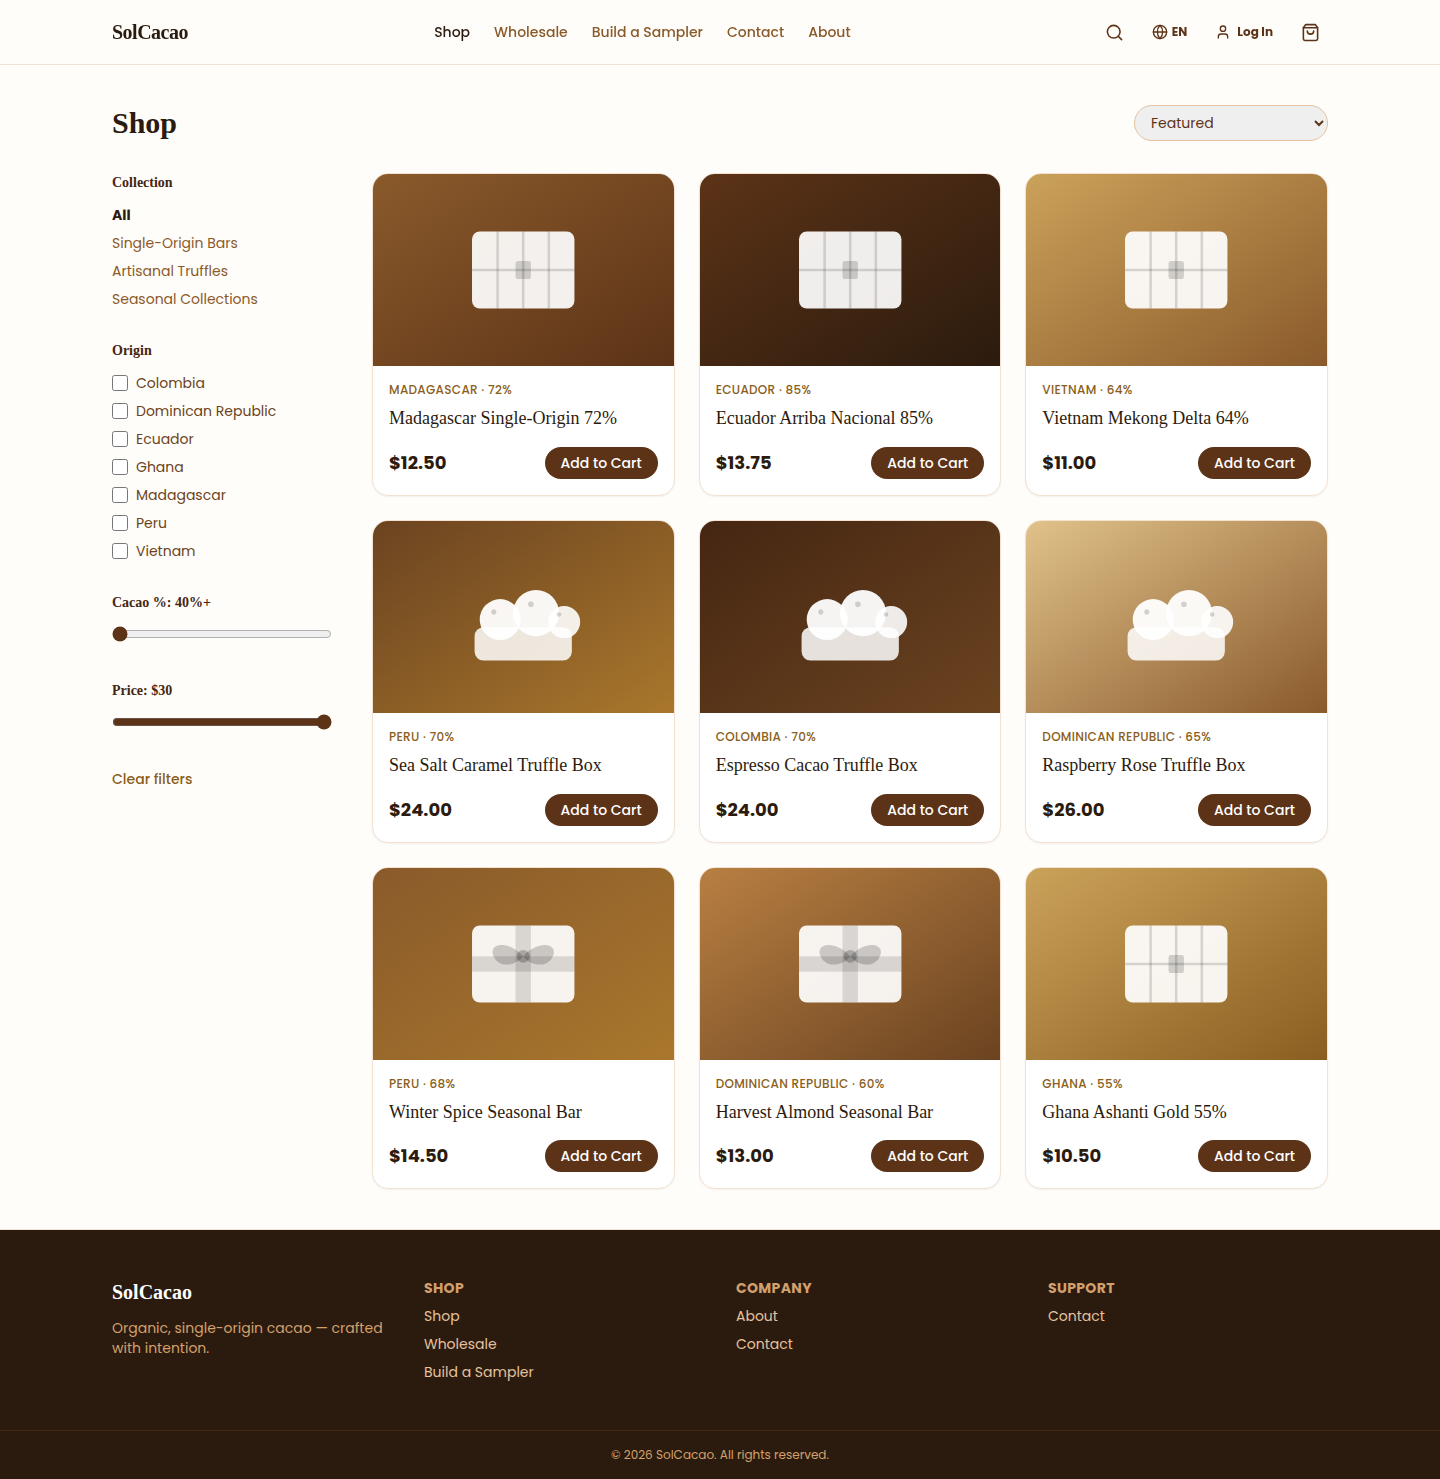 SolCacao
Shop
Wholesale
Build a Sampler
Contact
About
EN
Log In
Shop
Featured
Collection
All
Single-Origin Bars
Artisanal Truffles
Seasonal Collections
Origin
Colombia
Dominican Republic
Ecuador
Ghana
Madagascar
Peru
Vietnam
Cacao %: 40%+
Price: $30
Clear filters
MADAGASCAR · 72%
Madagascar Single-Origin 72%
$12.50
Add to Cart
ECUADOR · 85%
Ecuador Arriba Nacional 85%
$13.75
Add to Cart
VIETNAM · 64%
Vietnam Mekong Delta 64%
$11.00
Add to Cart
PERU · 70%
Sea Salt Caramel Truffle Box
$24.00
Add to Cart
COLOMBIA · 70%
Espresso Cacao Truffle Box
$24.00
Add to Cart
DOMINICAN REPUBLIC · 65%
Raspberry Rose Truffle Box
$26.00
Add to Cart
PERU · 68%
Winter Spice Seasonal Bar
$14.50
Add to Cart
DOMINICAN REPUBLIC · 60%
Harvest Almond Seasonal Bar
$13.00
Add to Cart
GHANA · 55%
Ghana Ashanti Gold 55%
$10.50
Add to Cart
SolCacao
Organic, single-origin cacao — crafted
with intention.
SHOP
Shop
Wholesale
Build a Sampler
COMPANY
About
Contact
SUPPORT
Contact
© 2026 SolCacao. All rights reserved.